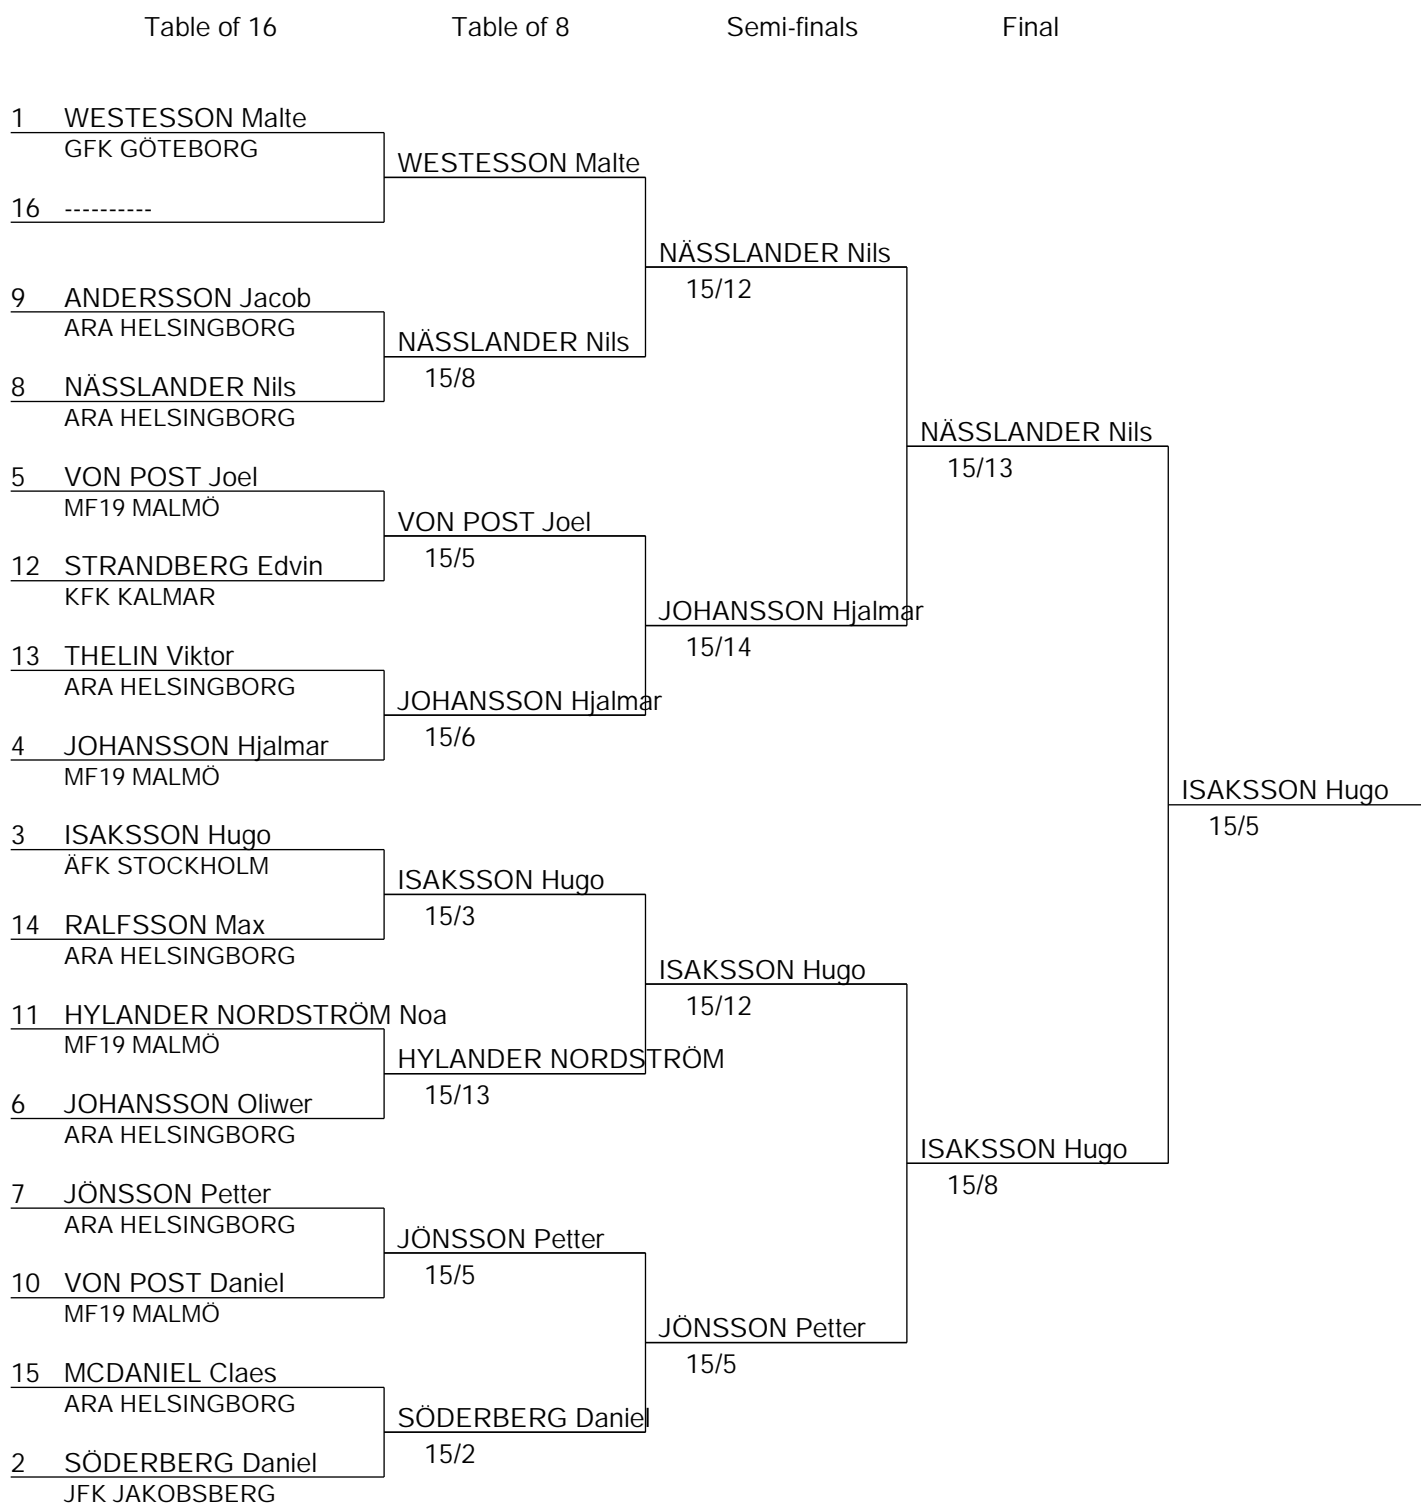 Table of 16 Table of 8 Semi-finals Final
1 WESTESSON Malte
GFK GÖTEBORG
WESTESSON Malte
16 ----------
NÄSSLANDER Nils
15/12
9 ANDERSSON Jacob
ARA HELSINGBORG
NÄSSLANDER Nils
15/8
8 NÄSSLANDER Nils
ARA HELSINGBORG
NÄSSLANDER Nils
15/13
5 VON POST Joel
MF19 MALMÖ
VON POST Joel
15/5
12 STRANDBERG Edvin
KFK KALMAR
JOHANSSON Hjalmar
15/14
13 THELIN Viktor
ARA HELSINGBORG
JOHANSSON Hjalmar
15/6
4 JOHANSSON Hjalmar
MF19 MALMÖ
ISAKSSON Hugo
15/5
3 ISAKSSON Hugo
ÄFK STOCKHOLM
ISAKSSON Hugo
15/3
14 RALFSSON Max
ARA HELSINGBORG
ISAKSSON Hugo
15/12
11 HYLANDER NORDSTRÖM Noa
MF19 MALMÖ
HYLANDER NORDSTRÖM
15/13
6 JOHANSSON Oliwer
ARA HELSINGBORG
ISAKSSON Hugo
15/8
7 JÖNSSON Petter
ARA HELSINGBORG
JÖNSSON Petter
15/5
10 VON POST Daniel
MF19 MALMÖ
JÖNSSON Petter
15/5
15 MCDANIEL Claes
ARA HELSINGBORG
SÖDERBERG Daniel
15/2
2 SÖDERBERG Daniel
JFK JAKOBSBERG